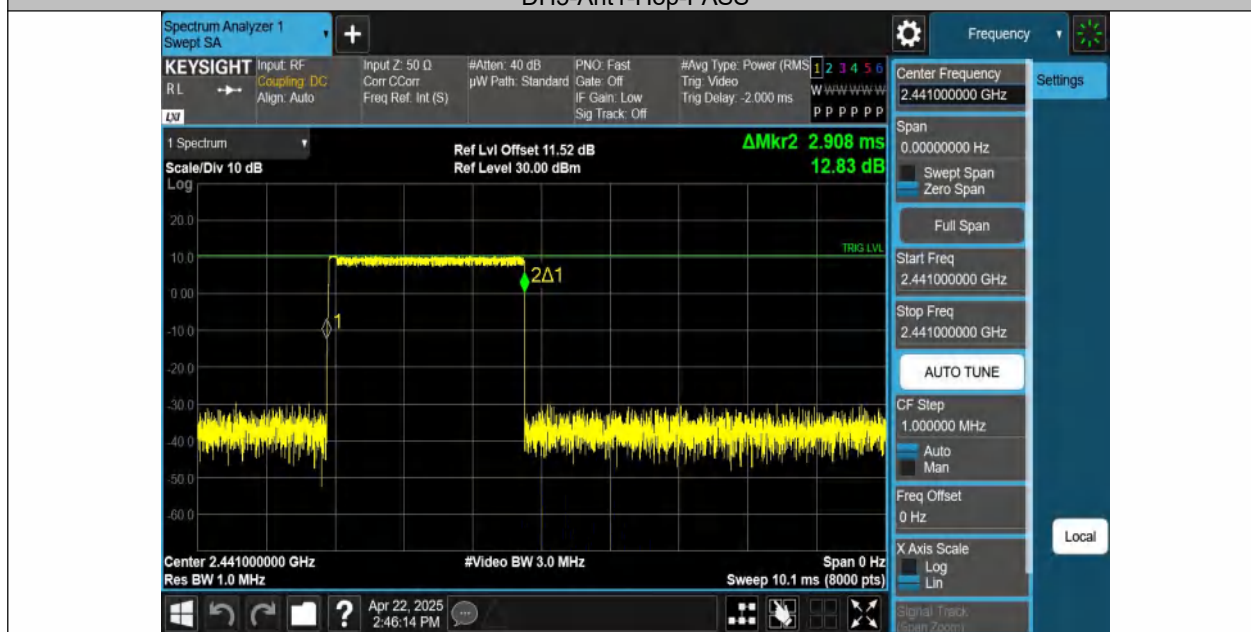 DH5-Ant1-Hop-PASS
Spectrum Analyzer 1
Swept SA
+
Frequency
KEYSIGHT
RL
LXI
Input: RF
Coupling: DC
Align: Auto
Input Z: 50 Ω
Corr CCorr
Freq Ref: Int (S)
#Atten: 40 dB
µW Path: Standard
PNO: Fast
Gate: Off
IF Gain: Low
Sig Track: Off
#Avg Type: Power (RMS
Trig: Video
Trig Delay: -2.000 ms
1 2 3 4 5 6
W W W W W W
P P P P P P
1 Spectrum
Scale/Div 10 dB
Log
Ref Lvl Offset 11.52 dB
Ref Level 30.00 dBm
ΔMkr2 2.908 ms
12.83 dB
20.0
10.0
0.00
-10.0
-20.0
-30.0
-40.0
-50.0
-60.0
TRIG LVL
2Δ1
1
Center 2.441000000 GHz
Res BW 1.0 MHz
#Video BW 3.0 MHz
Span 0 Hz
Sweep 10.1 ms (8000 pts)
Apr 22, 2025
2:46:14 PM
Center Frequency
2.441000000 GHz
Settings
Span
0.00000000 Hz
Swept Span
Zero Span
Full Span
Start Freq
2.441000000 GHz
Stop Freq
2.441000000 GHz
AUTO TUNE
CF Step
1.000000 MHz
Auto
Man
Freq Offset
0 Hz
X Axis Scale
Log
Lin
Local
Signal Track
(Span Zoom)